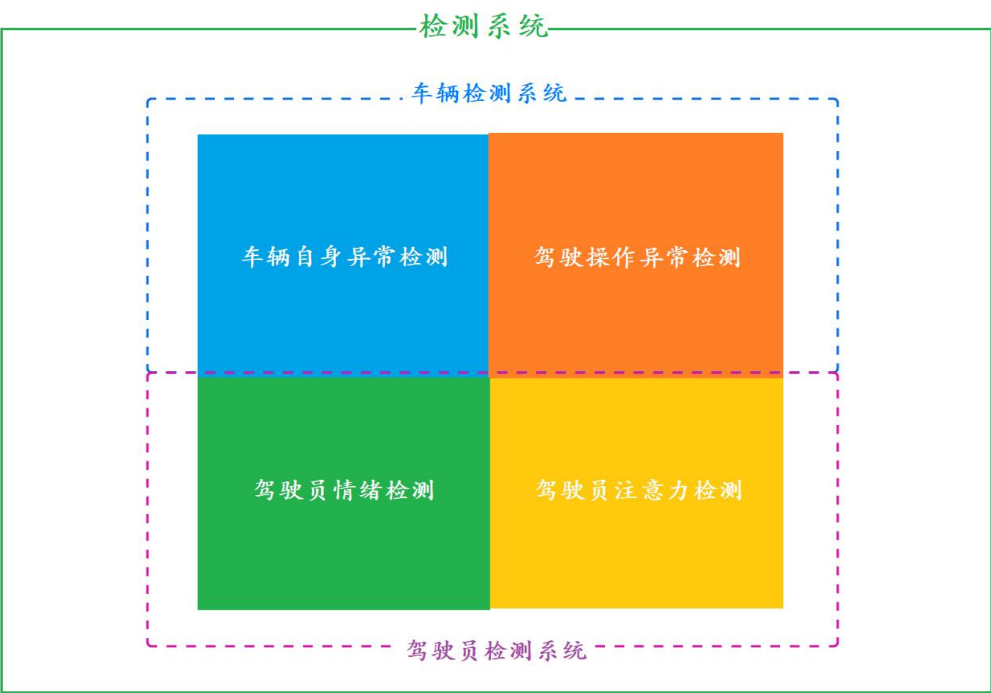 检测系统
车辆检测系统
车辆自身异常检测
驾驶操作异常检测
驾驶员情绪检测
驾驶员注意力检测
驾驶员检测系统